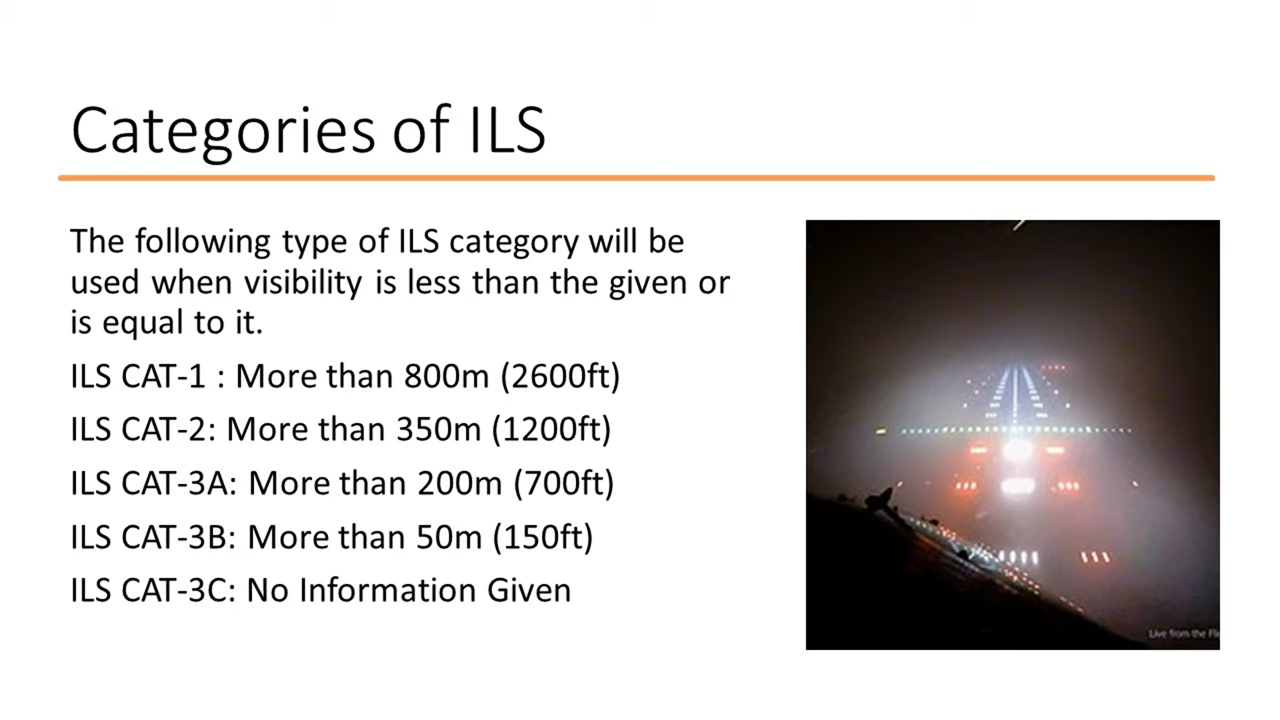 Categories of ILS
The following type of ILS category will be
used when visibility is less than the given or
is equal to it.
ILS CAT-1 : More than 800m (2600ft)
ILS CAT-2: More than 350m (1200ft)
ILS CAT-3A: More than 200m (700ft)
ILS CAT-3B: More than 50m (150ft)
ILS CAT-3C: No Information Given
Live from the